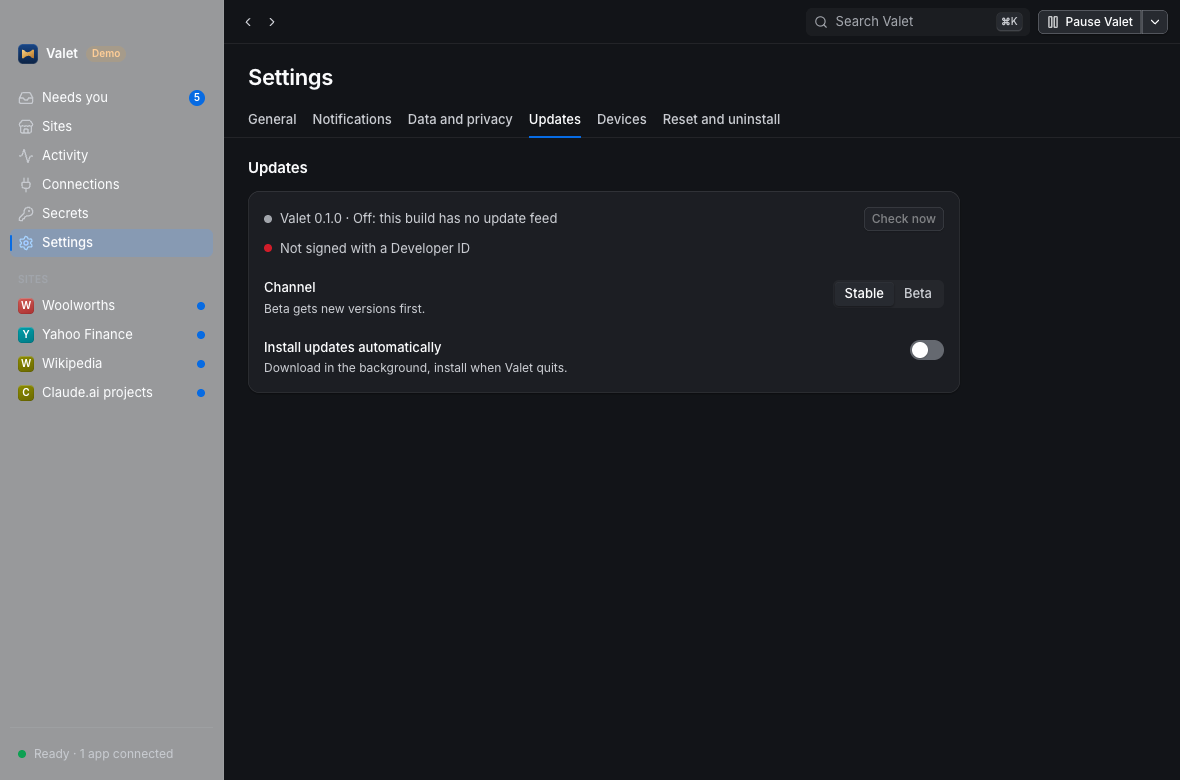 Valet Demo
Needs you 5
Sites
Activity
Connections
Secrets
Settings
SITES
W Woolworths
Y Yahoo Finance
W Wikipedia
C Claude.ai projects
Ready · 1 app connected
Search Valet ⌘K
Pause Valet
Settings
General Notifications Data and privacy Updates Devices Reset and uninstall
Updates
Valet 0.1.0 · Off: this build has no update feed
Check now
Not signed with a Developer ID
Channel
Beta gets new versions first.
Stable Beta
Install updates automatically
Download in the background, install when Valet quits.